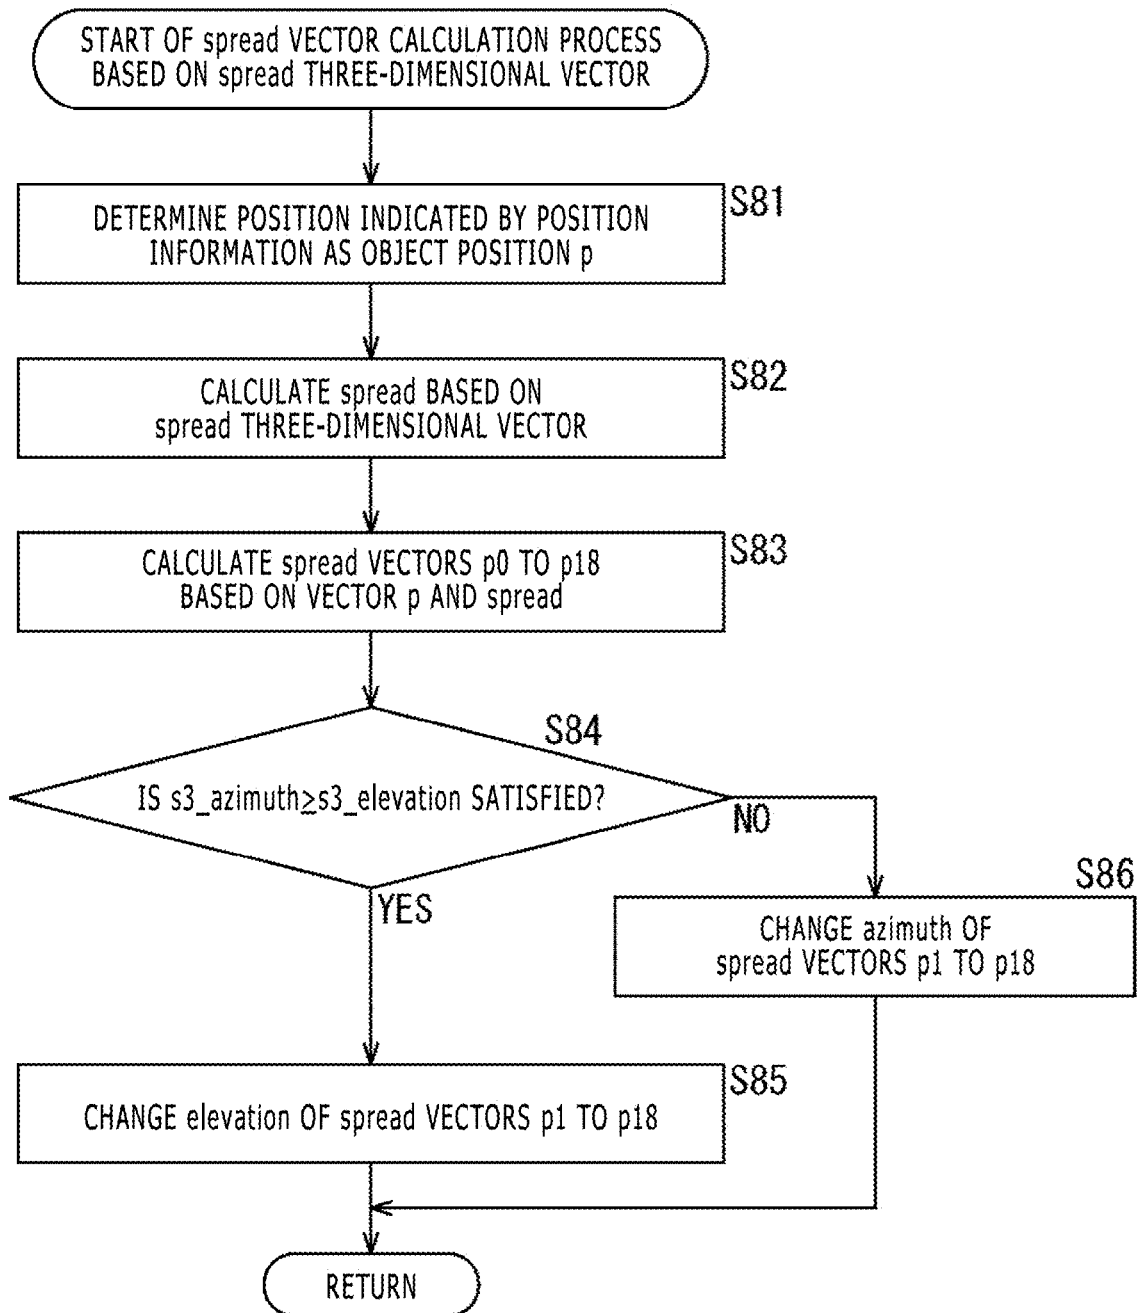 START OF spread VECTOR CALCULATION PROCESS
BASED ON spread THREE-DIMENSIONAL VECTOR
S81
DETERMINE POSITION INDICATED BY POSITION
INFORMATION AS OBJECT POSITION p
S82
CALCULATE spread BASED ON
spread THREE-DIMENSIONAL VECTOR
S83
CALCULATE spread VECTORS p0 TO p18
BASED ON VECTOR p AND spread
S84
IS s3_azimuth≥s3_elevation SATISFIED?
NO
YES
S86
CHANGE azimuth OF
spread VECTORS p1 TO p18
S85
CHANGE elevation OF spread VECTORS p1 TO p18
RETURN